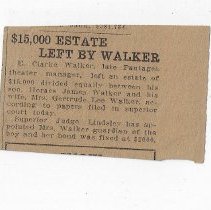 $15,000 ESTATE
LEFT BY WALKER
E. Clarke Walker, late Pantages
theater manager, left an estate of
$15,000 divided equally between his
son, Horace James Walker and his
wife, Mrs. Gertrude Lee Walker, ac-
cording to papers filed in superior
court today.
Superior Judge Lindsley has ap-
pointed Mrs. Walker guardian of the
boy and her bond was fixed at